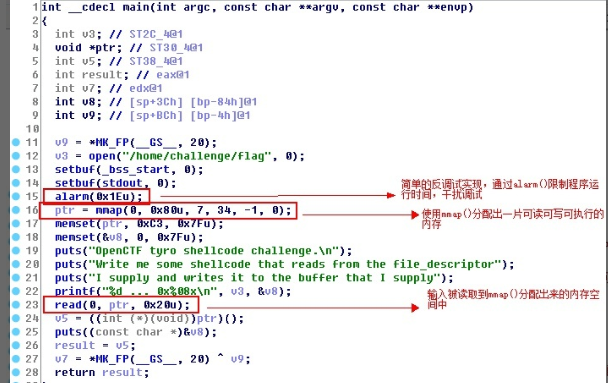 1 int __cdecl main(int argc, const char **argv, const char **envp)
2 {
3 int v3; // ST2C_4@1
4 void *ptr; // ST30_4@1
5 int v5; // ST38_4@1
6 int result; // eax@1
7 int v7; // edx@1
8 int v8; // [sp+3Ch] [bp-84h]@1
9 int v9; // [sp+BCh] [bp-4h]@1
10
11 v9 = *MK_FP(__GS__, 20);
12 v3 = open("/home/challenge/flag", 0);
13 setbuf(_bss_start, 0);
14 setbuf(stdout, 0);
15 alarm(0x1Eu);
简单的反调试实现，通过alarm()限制程序运
行时间，干扰调试
16 ptr = mmap(0, 0x80u, 7, 34, -1, 0);
使用mmap()分配出一片可读可写可执行的
内存
17 memset(ptr, 0xC3, 0x7Fu);
18 memset(&v8, 0, 0x7Fu);
19 puts("OpenCTF tyro shellcode challenge.\n");
20 puts("Write me some shellcode that reads from the file_descriptor");
21 puts("I supply and writes it to the buffer that I supply");
22 printf("%d ... 0x%08x\n", v3, &v8);
23 read(0, ptr, 0x20u);
输入被读取到mmap()分配出来的内存空间
中
24 v5 = ((int (*)(void))ptr)();
25 puts((const char *)&v8);
26 result = v5;
27 v7 = *MK_FP(__GS__, 20) ^ v9;
28 return result;